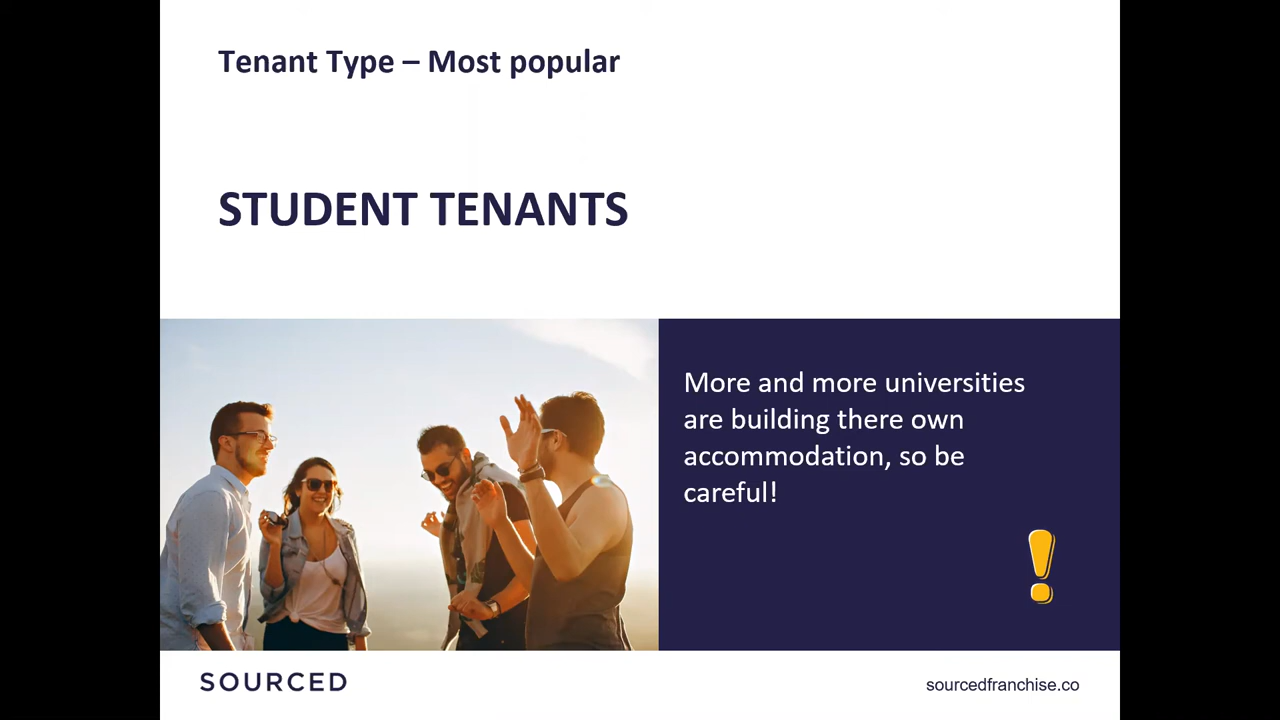 Tenant Type – Most popular
STUDENT TENANTS
More and more universities
are building there own
accommodation, so be
careful!
SOURCED
sourcedfranchise.co